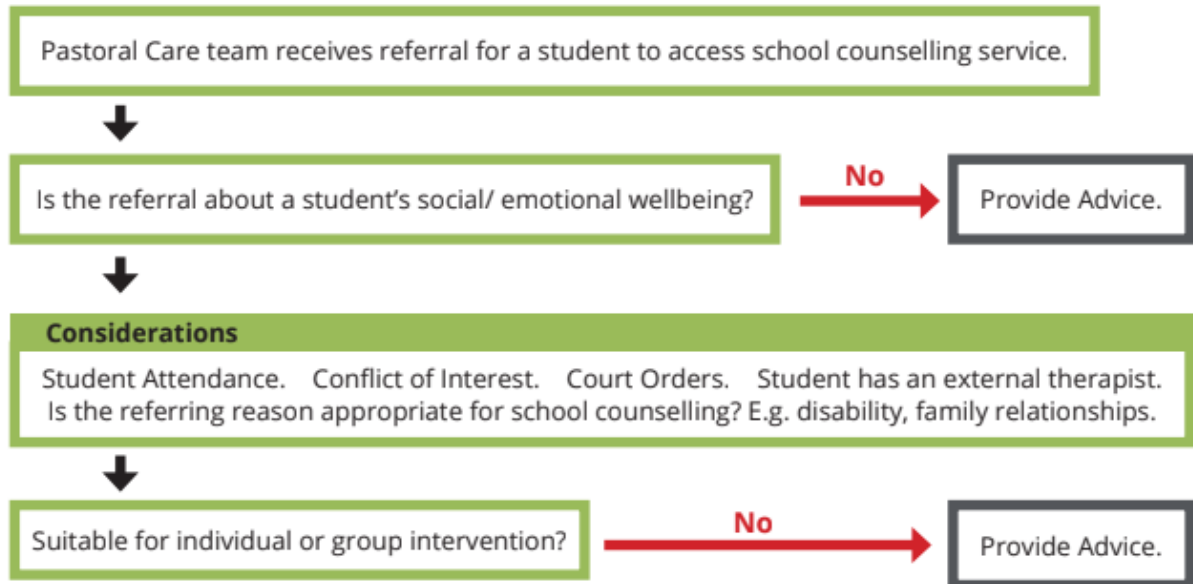 Pastoral Care team receives referral for a student to access school counselling service.
Is the referral about a student's social/ emotional wellbeing?
No
Provide Advice.
Considerations
Student Attendance. Conflict of Interest. Court Orders. Student has an external therapist.
Is the referring reason appropriate for school counselling? E.g. disability, family relationships.
Suitable for individual or group intervention?
No
Provide Advice.